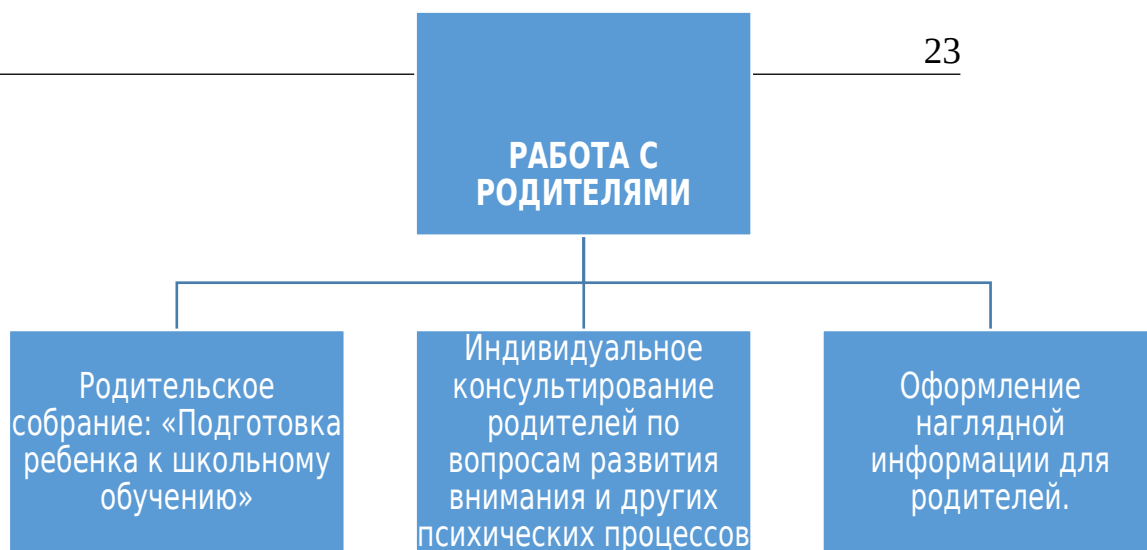 23
РАБОТА С
РОДИТЕЛЯМИ
Родительское
собрание: «Подготовка
ребенка к школьному
обучению»
Индивидуальное
консультирование
родителей по
вопросам развития
внимания и других
психических процессов
Оформление
наглядной
информации для
родителей.